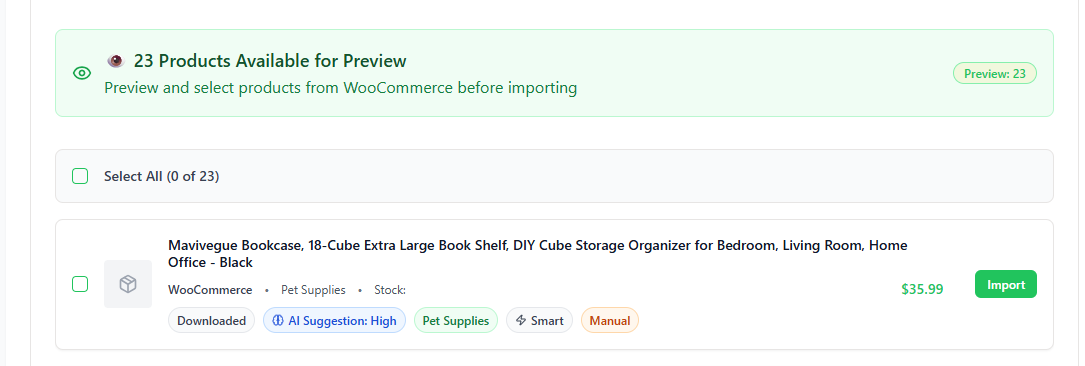 23 Products Available for Preview
Preview and select products from WooCommerce before importing
Preview: 23
Select All (0 of 23)
Mavivegue Bookcase, 18-Cube Extra Large Book Shelf, DIY Cube Storage Organizer for Bedroom, Living Room, Home
Office - Black
WooCommerce • Pet Supplies • Stock:
$35.99
Import
Downloaded AI Suggestion: High Pet Supplies Smart Manual